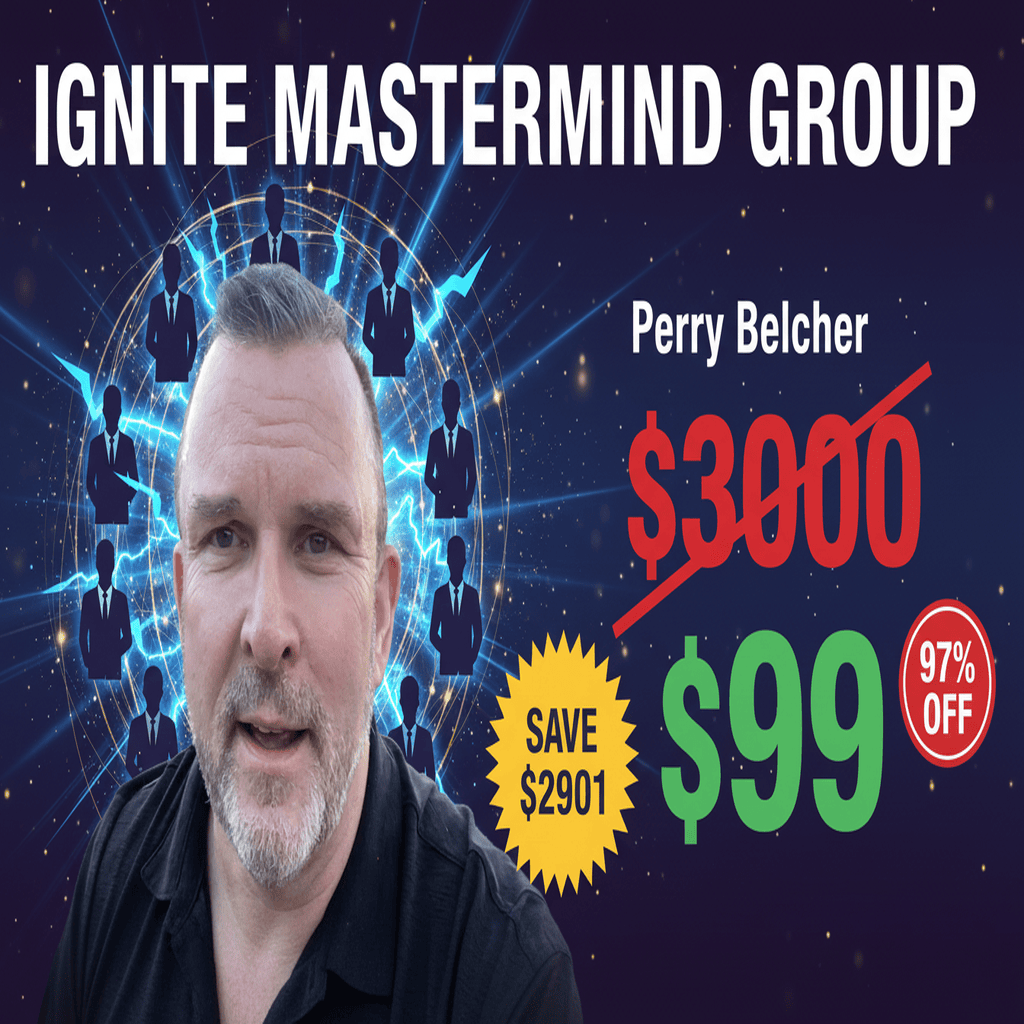 IGNITE MASTERMIND GROUP
Perry Belcher
$3000
$99
97%
OFF
SAVE
$2901